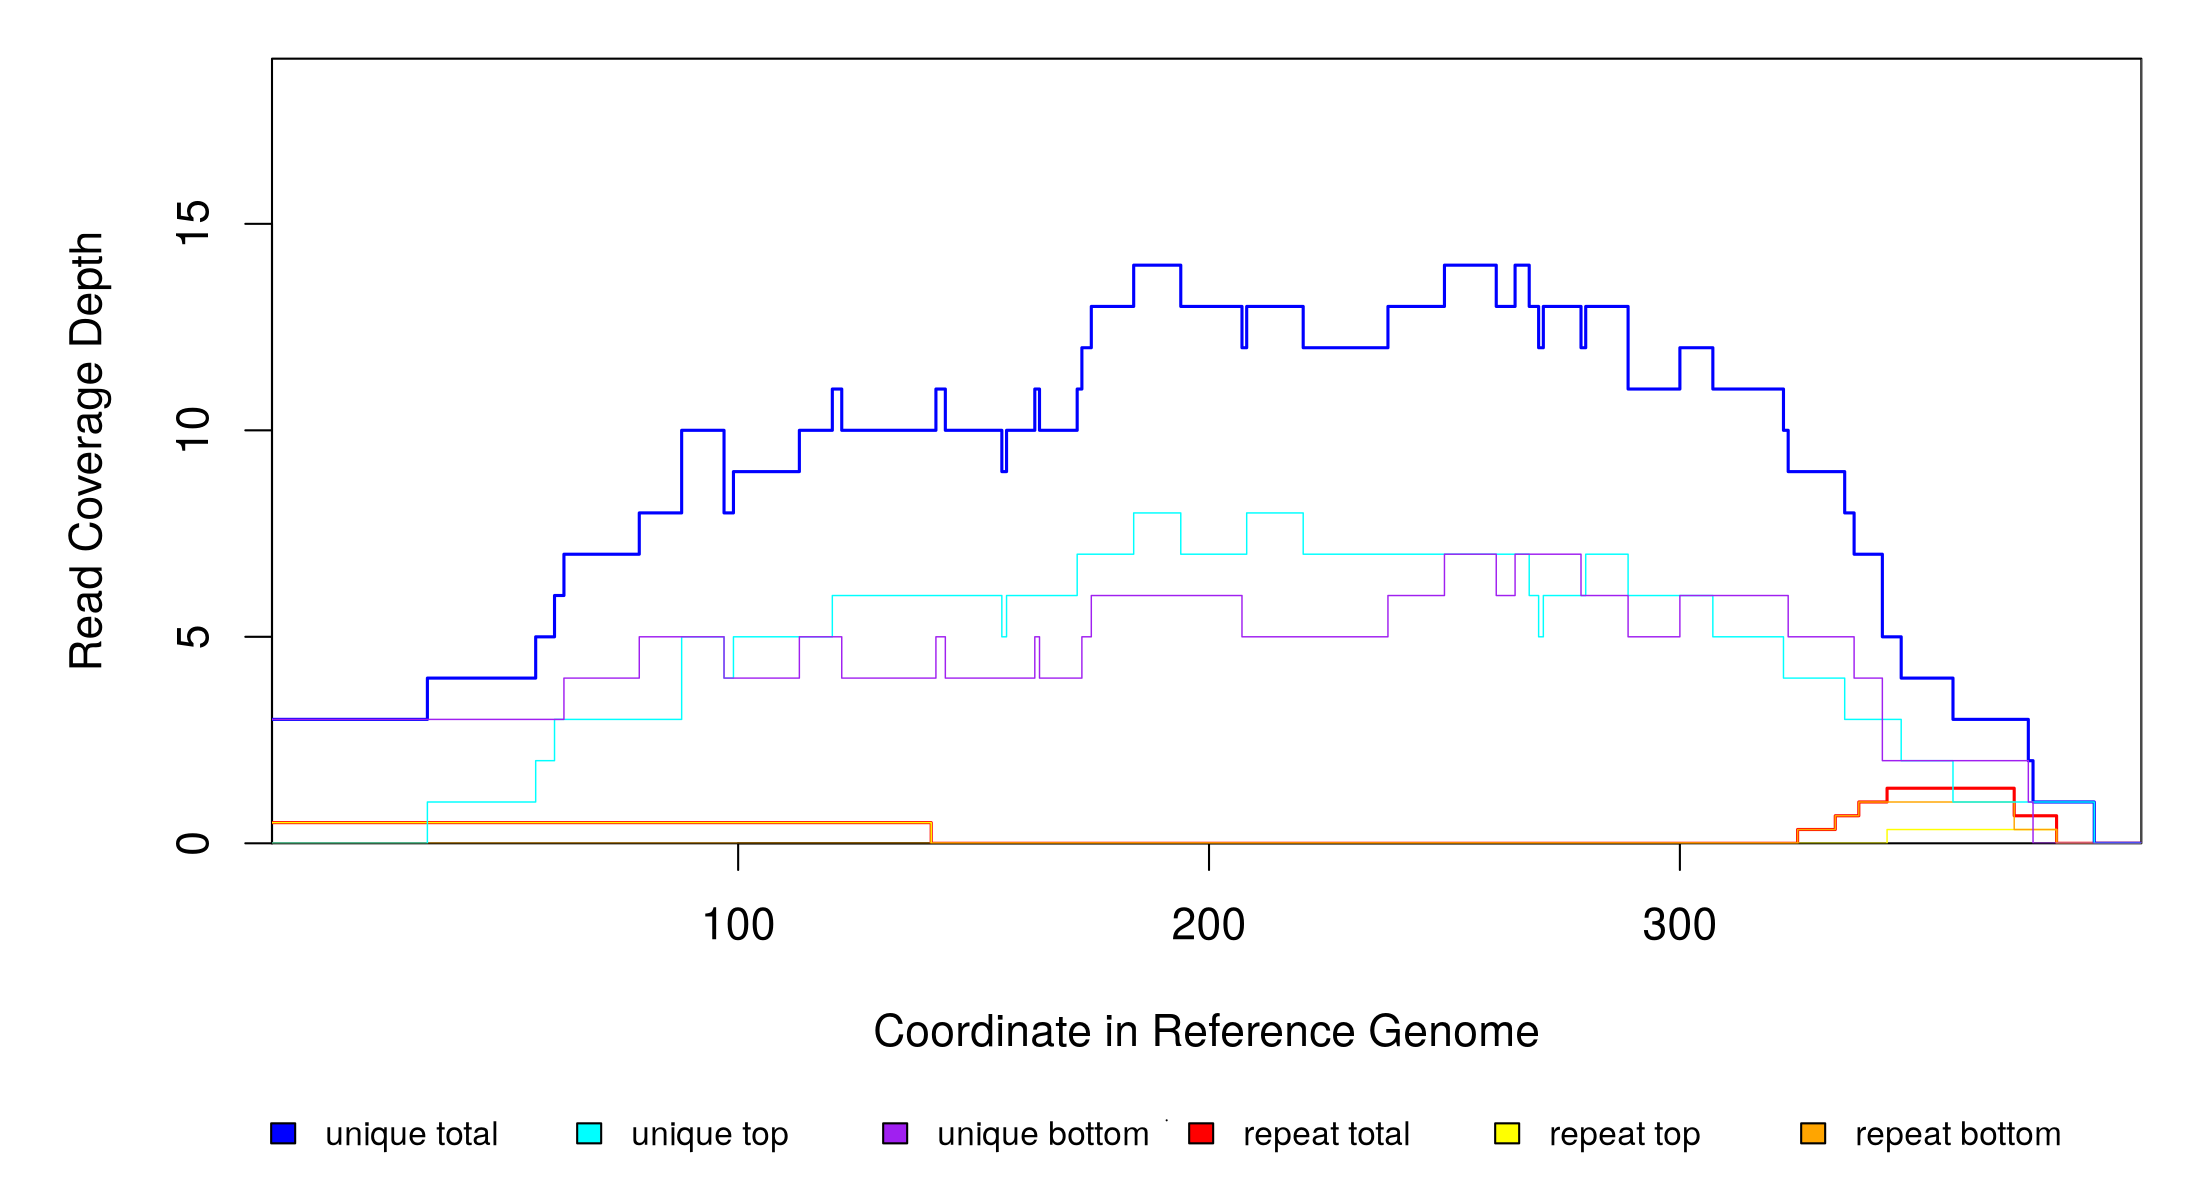 Read Coverage Depth
15
10
5
0
100 200 300
Coordinate in Reference Genome
unique total unique top unique bottom repeat total repeat top repeat bottom